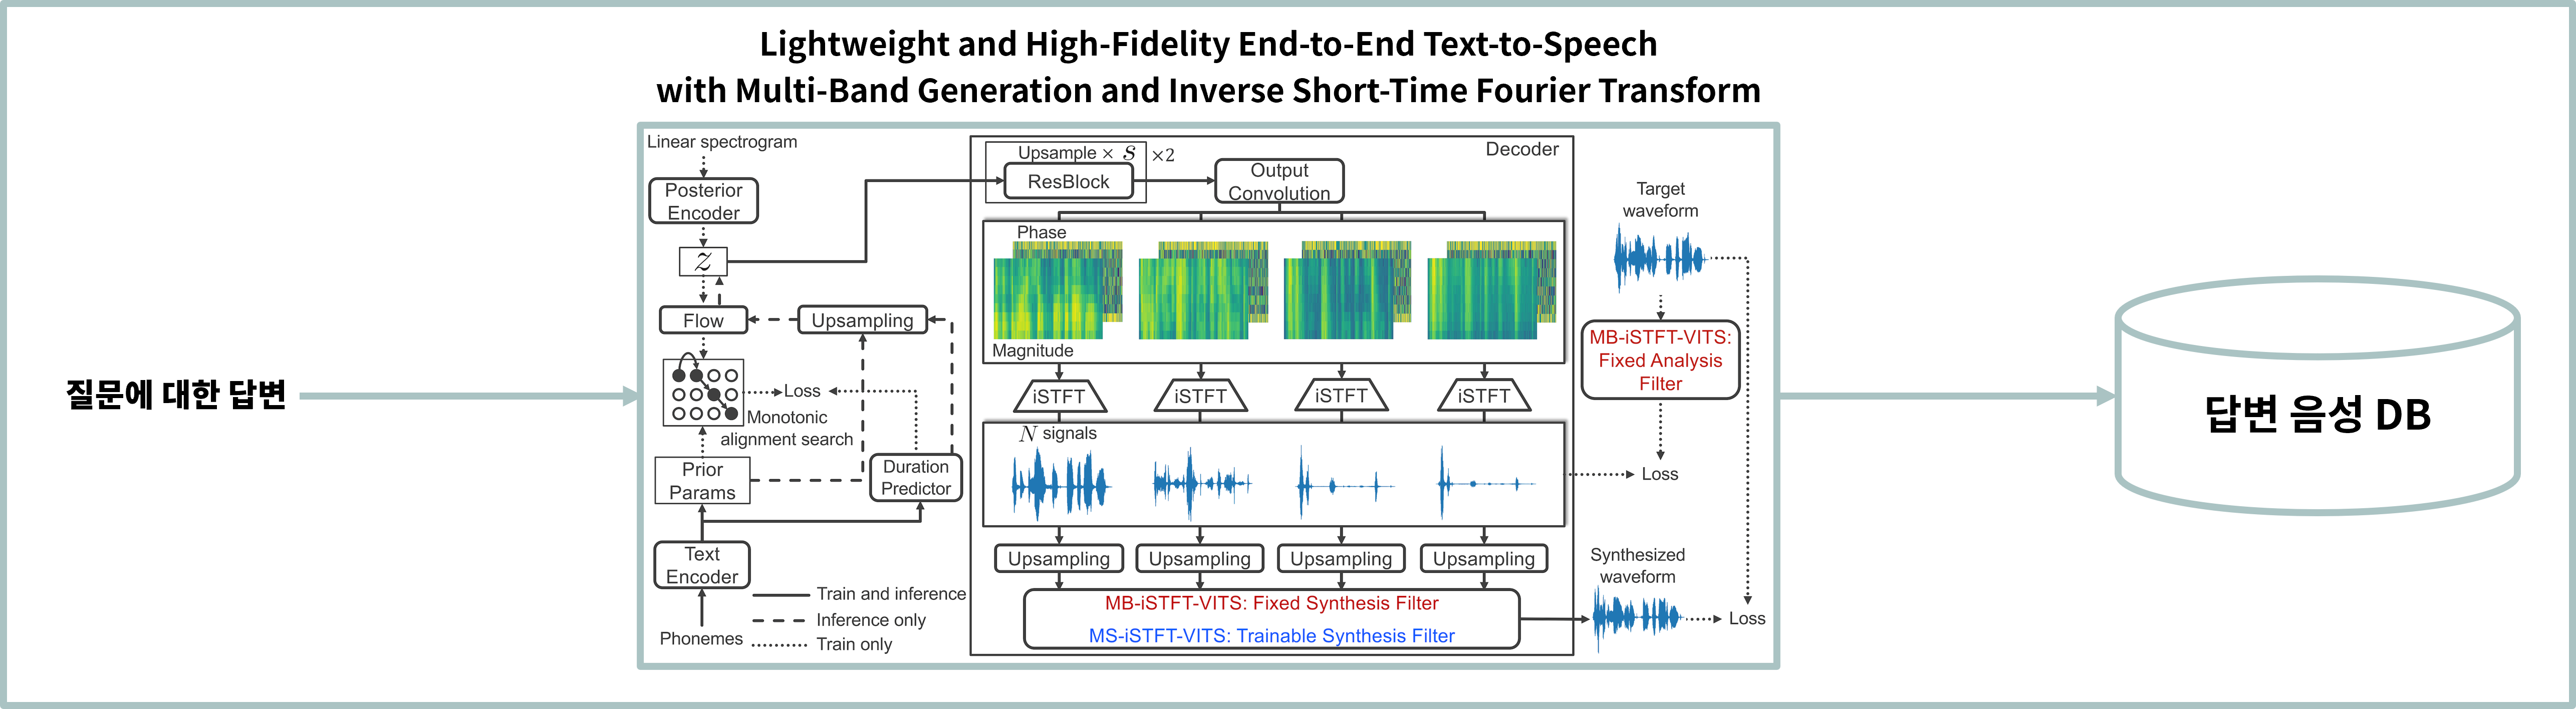 Lightweight and High-Fidelity End-to-End Text-to-Speech
with Multi-Band Generation and Inverse Short-Time Fourier Transform
질문에 대한 답변
Linear spectrogram
Posterior
Encoder
z
Flow
Upsampling
Loss
Monotonic
alignment search
Prior
Params
Duration
Predictor
Text
Encoder
Phonemes
Train and inference
Inference only
Train only
Decoder
Upsample × s ×2
ResBlock
Output
Convolution
Phase
Magnitude
iSTFT iSTFT iSTFT iSTFT
N signals
Upsampling Upsampling Upsampling Upsampling
MB-iSTFT-VITS: Fixed Synthesis Filter
MS-iSTFT-VITS: Trainable Synthesis Filter
Target
waveform
MB-iSTFT-VITS:
Fixed Analysis
Filter
Loss
Synthesized
waveform
Loss
답변 음성 DB